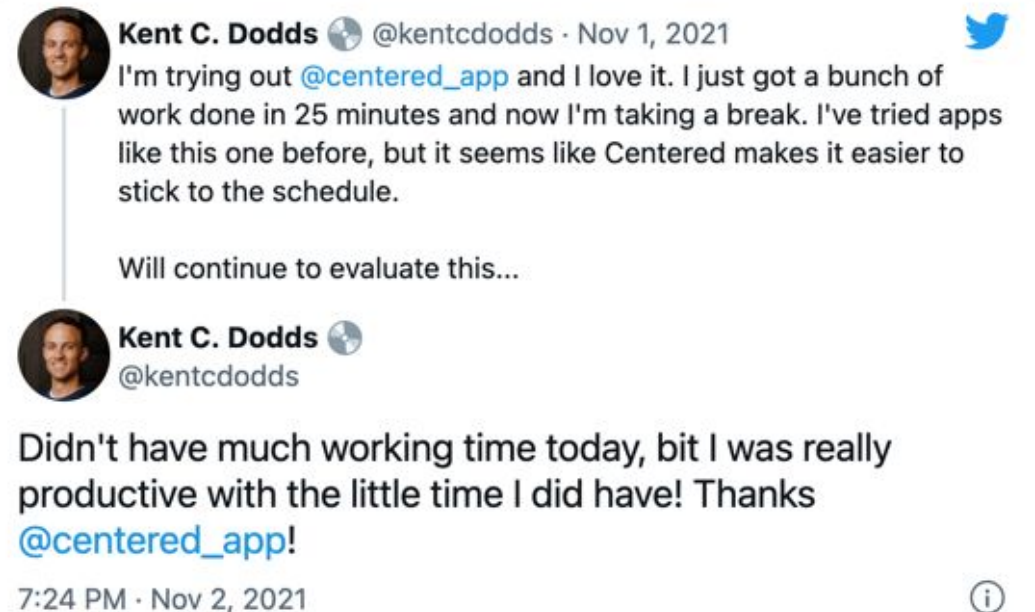 Kent C. Dodds @kentcdodds · Nov 1, 2021
I'm trying out @centered_app and I love it. I just got a bunch of
work done in 25 minutes and now I'm taking a break. I've tried apps
like this one before, but it seems like Centered makes it easier to
stick to the schedule.
Will continue to evaluate this...
Kent C. Dodds
@kentcdodds
Didn't have much working time today, bit I was really
productive with the little time I did have! Thanks
@centered_app!
7:24 PM · Nov 2, 2021